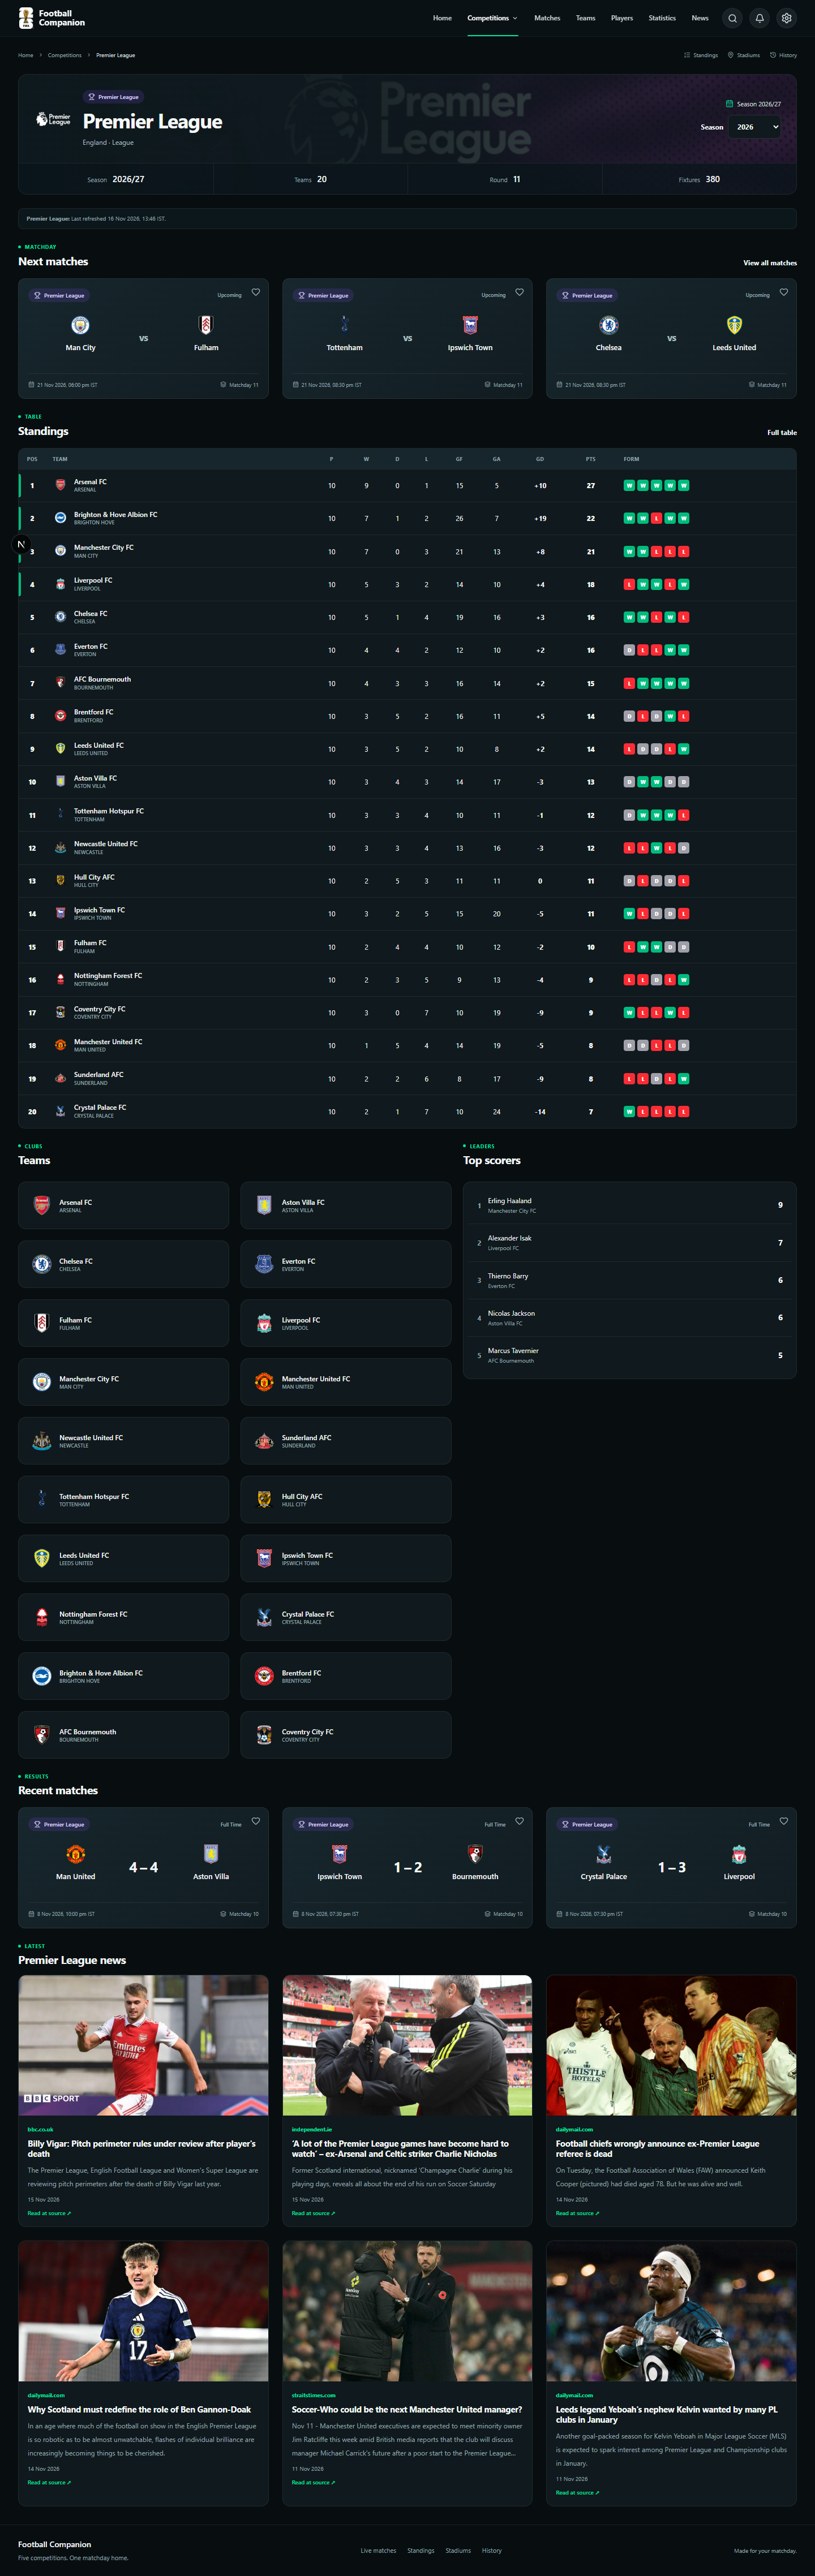 Football
Companion
Home
Competitions
Matches
Teams
Players
Statistics
News
Home > Competitions > Premier League
Standings
Stadiums
History
Premier League
Premier League
Premier League
England · League
Premier
League
Season 2026/27
Season 2026
Season 2026/27
Teams 20
Round 11
Fixtures 380
Premier League: Last refreshed 16 Nov 2026, 13:46 IST.
MATCHDAY
Next matches
View all matches
Premier League Upcoming
Man City VS Fulham
21 Nov 2026, 06:00 pm IST Matchday 11
Premier League Upcoming
Tottenham VS Ipswich Town
21 Nov 2026, 08:30 pm IST Matchday 11
Premier League Upcoming
Chelsea VS Leeds United
21 Nov 2026, 08:30 pm IST Matchday 11
TABLE
Standings
Full table
POS TEAM P W D L GF GA GD PTS FORM
1 Arsenal FC 10 9 0 1 15 5 +10 27 W W W W W
ARSENAL
2 Brighton & Hove Albion FC 10 7 1 2 26 7 +19 22 W W L W W
BRIGHTON HOVE
N
3 Manchester City FC 10 7 0 3 21 13 +8 21 W W L L L
MAN CITY
4 Liverpool FC 10 5 3 2 14 10 +4 18 L W W L W
LIVERPOOL
5 Chelsea FC 10 5 1 4 19 16 +3 16 W W L W L
CHELSEA
6 Everton FC 10 4 4 2 12 10 +2 16 D L L W W
EVERTON
7 AFC Bournemouth 10 4 3 3 16 14 +2 15 L W W W W
BOURNEMOUTH
8 Brentford FC 10 3 5 2 16 11 +5 14 D L D W L
BRENTFORD
9 Leeds United FC 10 3 5 2 10 8 +2 14 L D D L W
LEEDS UNITED
10 Aston Villa FC 10 3 4 3 14 17 -3 13 D W W D D
ASTON VILLA
11 Tottenham Hotspur FC 10 3 3 4 10 11 -1 12 D W W W L
TOTTENHAM
12 Newcastle United FC 10 3 3 4 13 16 -3 12 L L W L D
NEWCASTLE
13 Hull City AFC 10 2 5 3 11 11 0 11 D L D D L
HULL CITY
14 Ipswich Town FC 10 3 2 5 15 20 -5 11 W L D D L
IPSWICH TOWN
15 Fulham FC 10 2 4 4 10 12 -2 10 L W W D D
FULHAM
16 Nottingham Forest FC 10 2 3 5 9 13 -4 9 L L D L W
NOTTINGHAM
17 Coventry City FC 10 3 0 7 10 19 -9 9 W L L W L
COVENTRY CITY
18 Manchester United FC 10 1 5 4 14 19 -5 8 D D L L D
MAN UNITED
19 Sunderland AFC 10 2 2 6 8 17 -9 8 L L D L W
SUNDERLAND
20 Crystal Palace FC 10 2 1 7 10 24 -14 7 W L L L L
CRYSTAL PALACE
CLUBS
Teams
Arsenal FC
ARSENAL
Aston Villa FC
ASTON VILLA
Chelsea FC
CHELSEA
Everton FC
EVERTON
Fulham FC
FULHAM
Liverpool FC
LIVERPOOL
Manchester City FC
MAN CITY
Manchester United FC
MAN UNITED
Newcastle United FC
NEWCASTLE
Sunderland AFC
SUNDERLAND
Tottenham Hotspur FC
TOTTENHAM
Hull City AFC
HULL CITY
Leeds United FC
LEEDS UNITED
Ipswich Town FC
IPSWICH TOWN
Nottingham Forest FC
NOTTINGHAM
Crystal Palace FC
CRYSTAL PALACE
Brighton & Hove Albion FC
BRIGHTON HOVE
Brentford FC
BRENTFORD
AFC Bournemouth
BOURNEMOUTH
Coventry City FC
COVENTRY CITY
LEADERS
Top scorers
1 Erling Haaland 9
Manchester City FC
2 Alexander Isak 7
Liverpool FC
3 Thierno Barry 6
Everton FC
4 Nicolas Jackson 6
Aston Villa FC
5 Marcus Tavernier 5
AFC Bournemouth
RESULTS
Recent matches
Premier League Full Time
Man United 4 – 4 Aston Villa
8 Nov 2026, 10:00 pm IST Matchday 10
Premier League Full Time
Ipswich Town 1 – 2 Bournemouth
8 Nov 2026, 07:30 pm IST Matchday 10
Premier League Full Time
Crystal Palace 1 – 3 Liverpool
8 Nov 2026, 07:30 pm IST Matchday 10
LATEST
Premier League news
Emirates
FLY BETTER
BBC SPORT
bbc.co.uk
Billy Vigar: Pitch perimeter rules under review after player's
death
The Premier League, English Football League and Women's Super League are
reviewing pitch perimeters after the death of Billy Vigar last year.
15 Nov 2026
Read at source ↗
independent.ie
'A lot of the Premier League games have become hard to
watch' – ex-Arsenal and Celtic striker Charlie Nicholas
Former Scotland international, nicknamed 'Champagne Charlie' during his
playing days, reveals all about the end of his run on Soccer Saturday
15 Nov 2026
Read at source ↗
THISTLE
HOTELS
dailymail.com
Football chiefs wrongly announce ex-Premier League
referee is dead
On Tuesday, the Football Association of Wales (FAW) announced Keith
Cooper (pictured) had died aged 78. But he was alive and well.
14 Nov 2026
Read at source ↗
17
dailymail.com
Why Scotland must redefine the role of Ben Gannon-Doak
In an age where much of the football on show in the English Premier League
is so robotic as to be almost unwatchable, flashes of individual brilliance are
increasingly becoming things to be cherished.
14 Nov 2026
Read at source ↗
straitstimes.com
Soccer-Who could be the next Manchester United manager?
Nov 11 - Manchester United executives are expected to meet minority owner
Jim Ratcliffe this week amid British media reports that the club will discuss
manager Michael Carrick's future after a poor start to the Premier League...
11 Nov 2026
Read at source ↗
dailymail.com
Leeds legend Yeboah's nephew Kelvin wanted by many PL
clubs in January
Another goal-packed season for Kelvin Yeboah in Major League Soccer (MLS)
is expected to spark interest among Premier League and Championship clubs
in January.
11 Nov 2026
Read at source ↗
Football Companion
Five competitions. One matchday home.
Live matches
Standings
Stadiums
History
Made for your matchday.